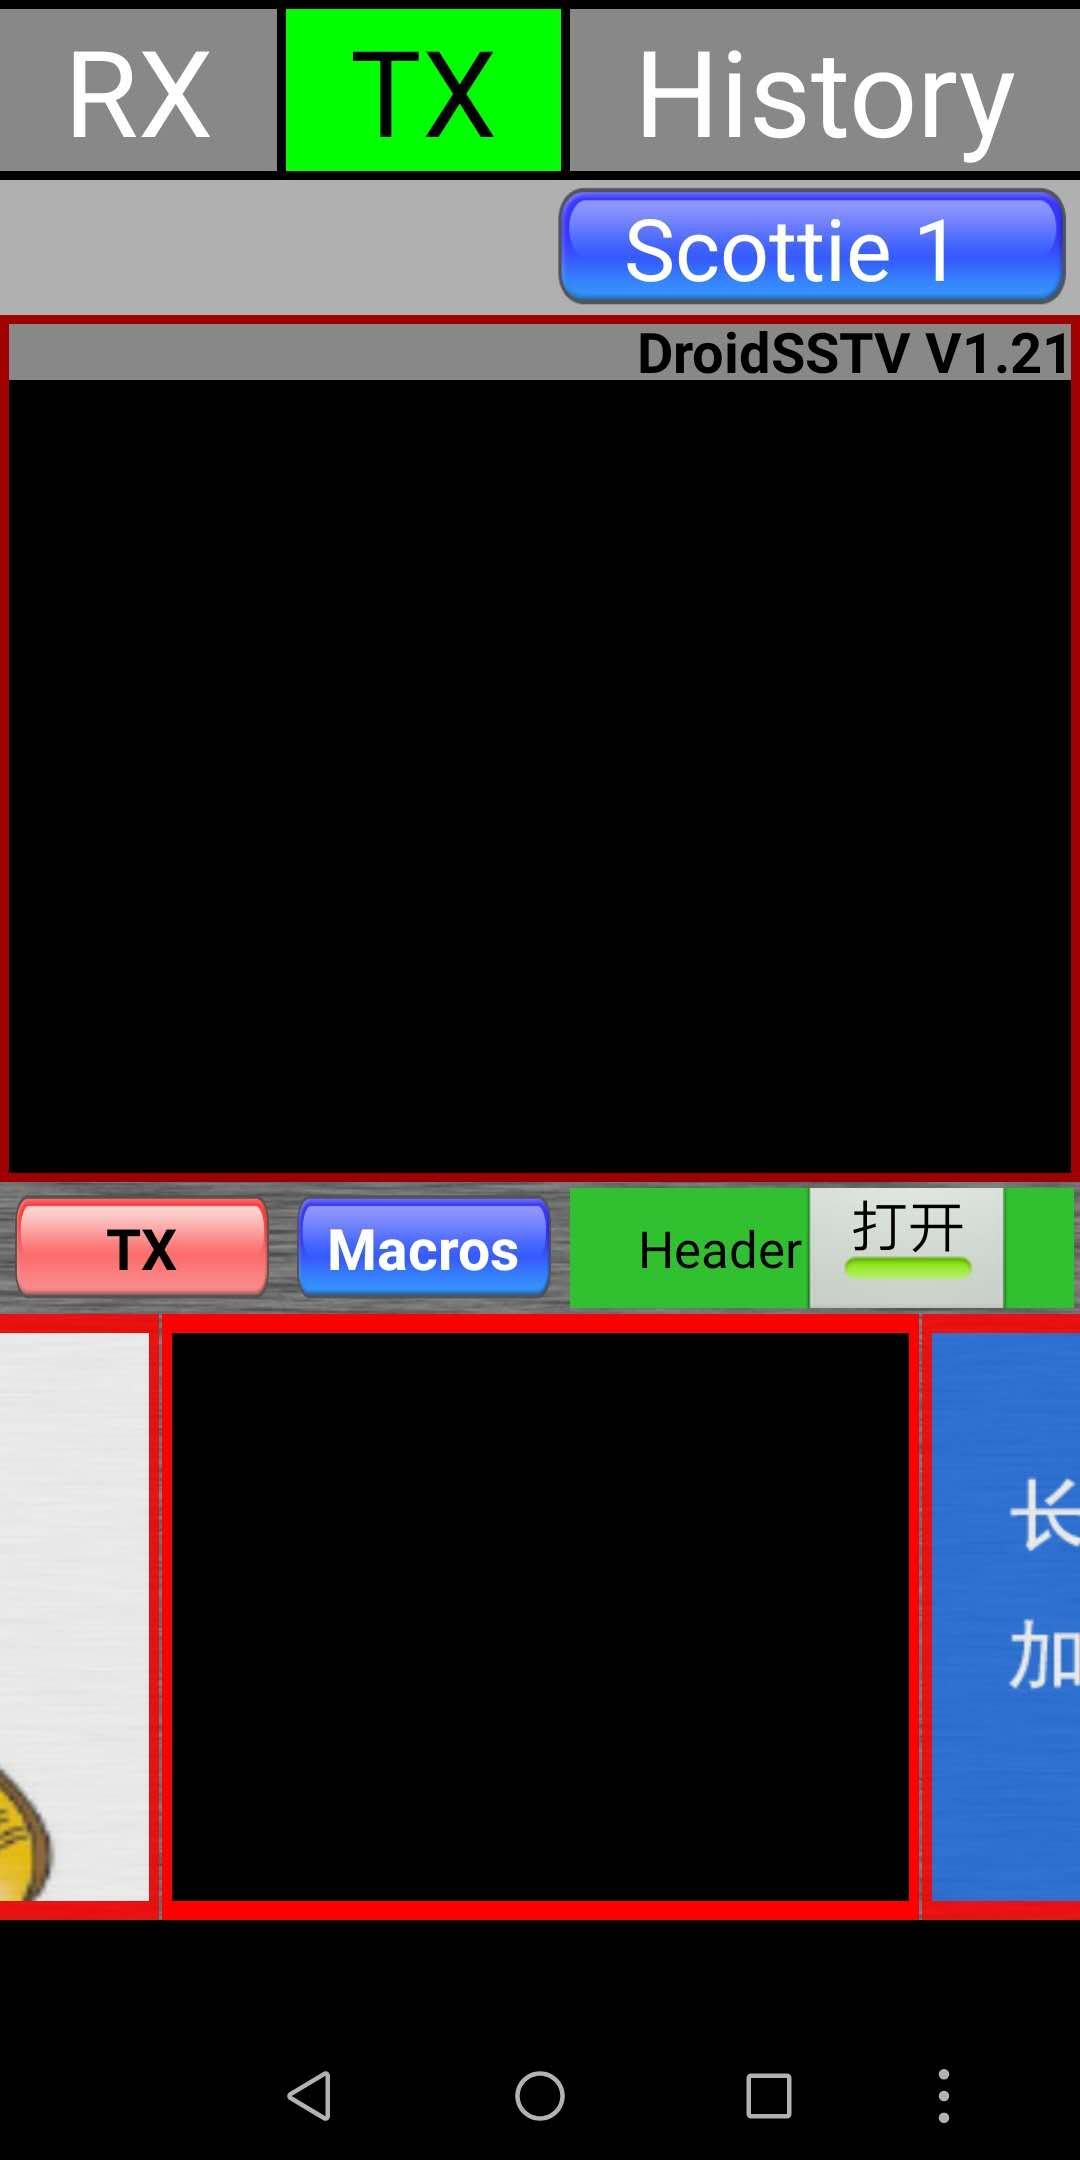 RX TX History
Scottie 1
DroidSSTV V1.21
TX Macros Header 打开
长
加